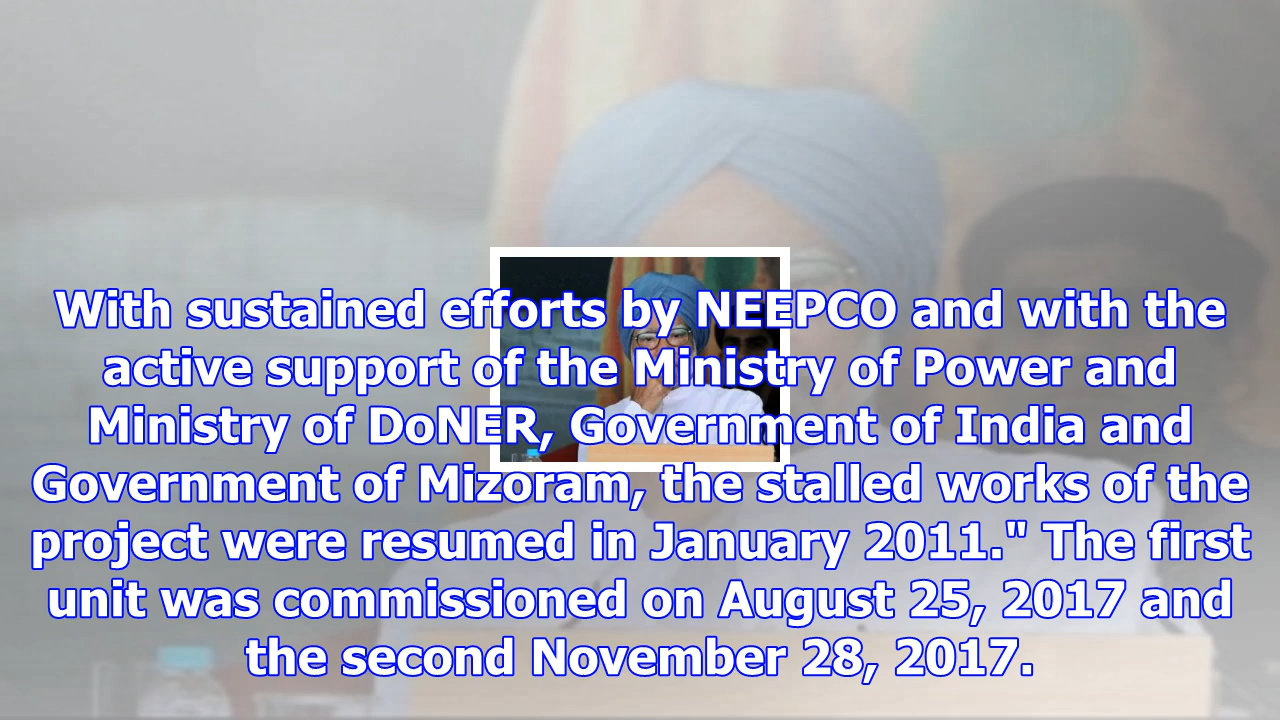 With sustained efforts by NEEPCO and with the
active support of the Ministry of Power and
Ministry of DoNER, Government of India and
Government of Mizoram, the stalled works of the
project were resumed in January 2011." The first
unit was commissioned on August 25, 2017 and
the second November 28, 2017.